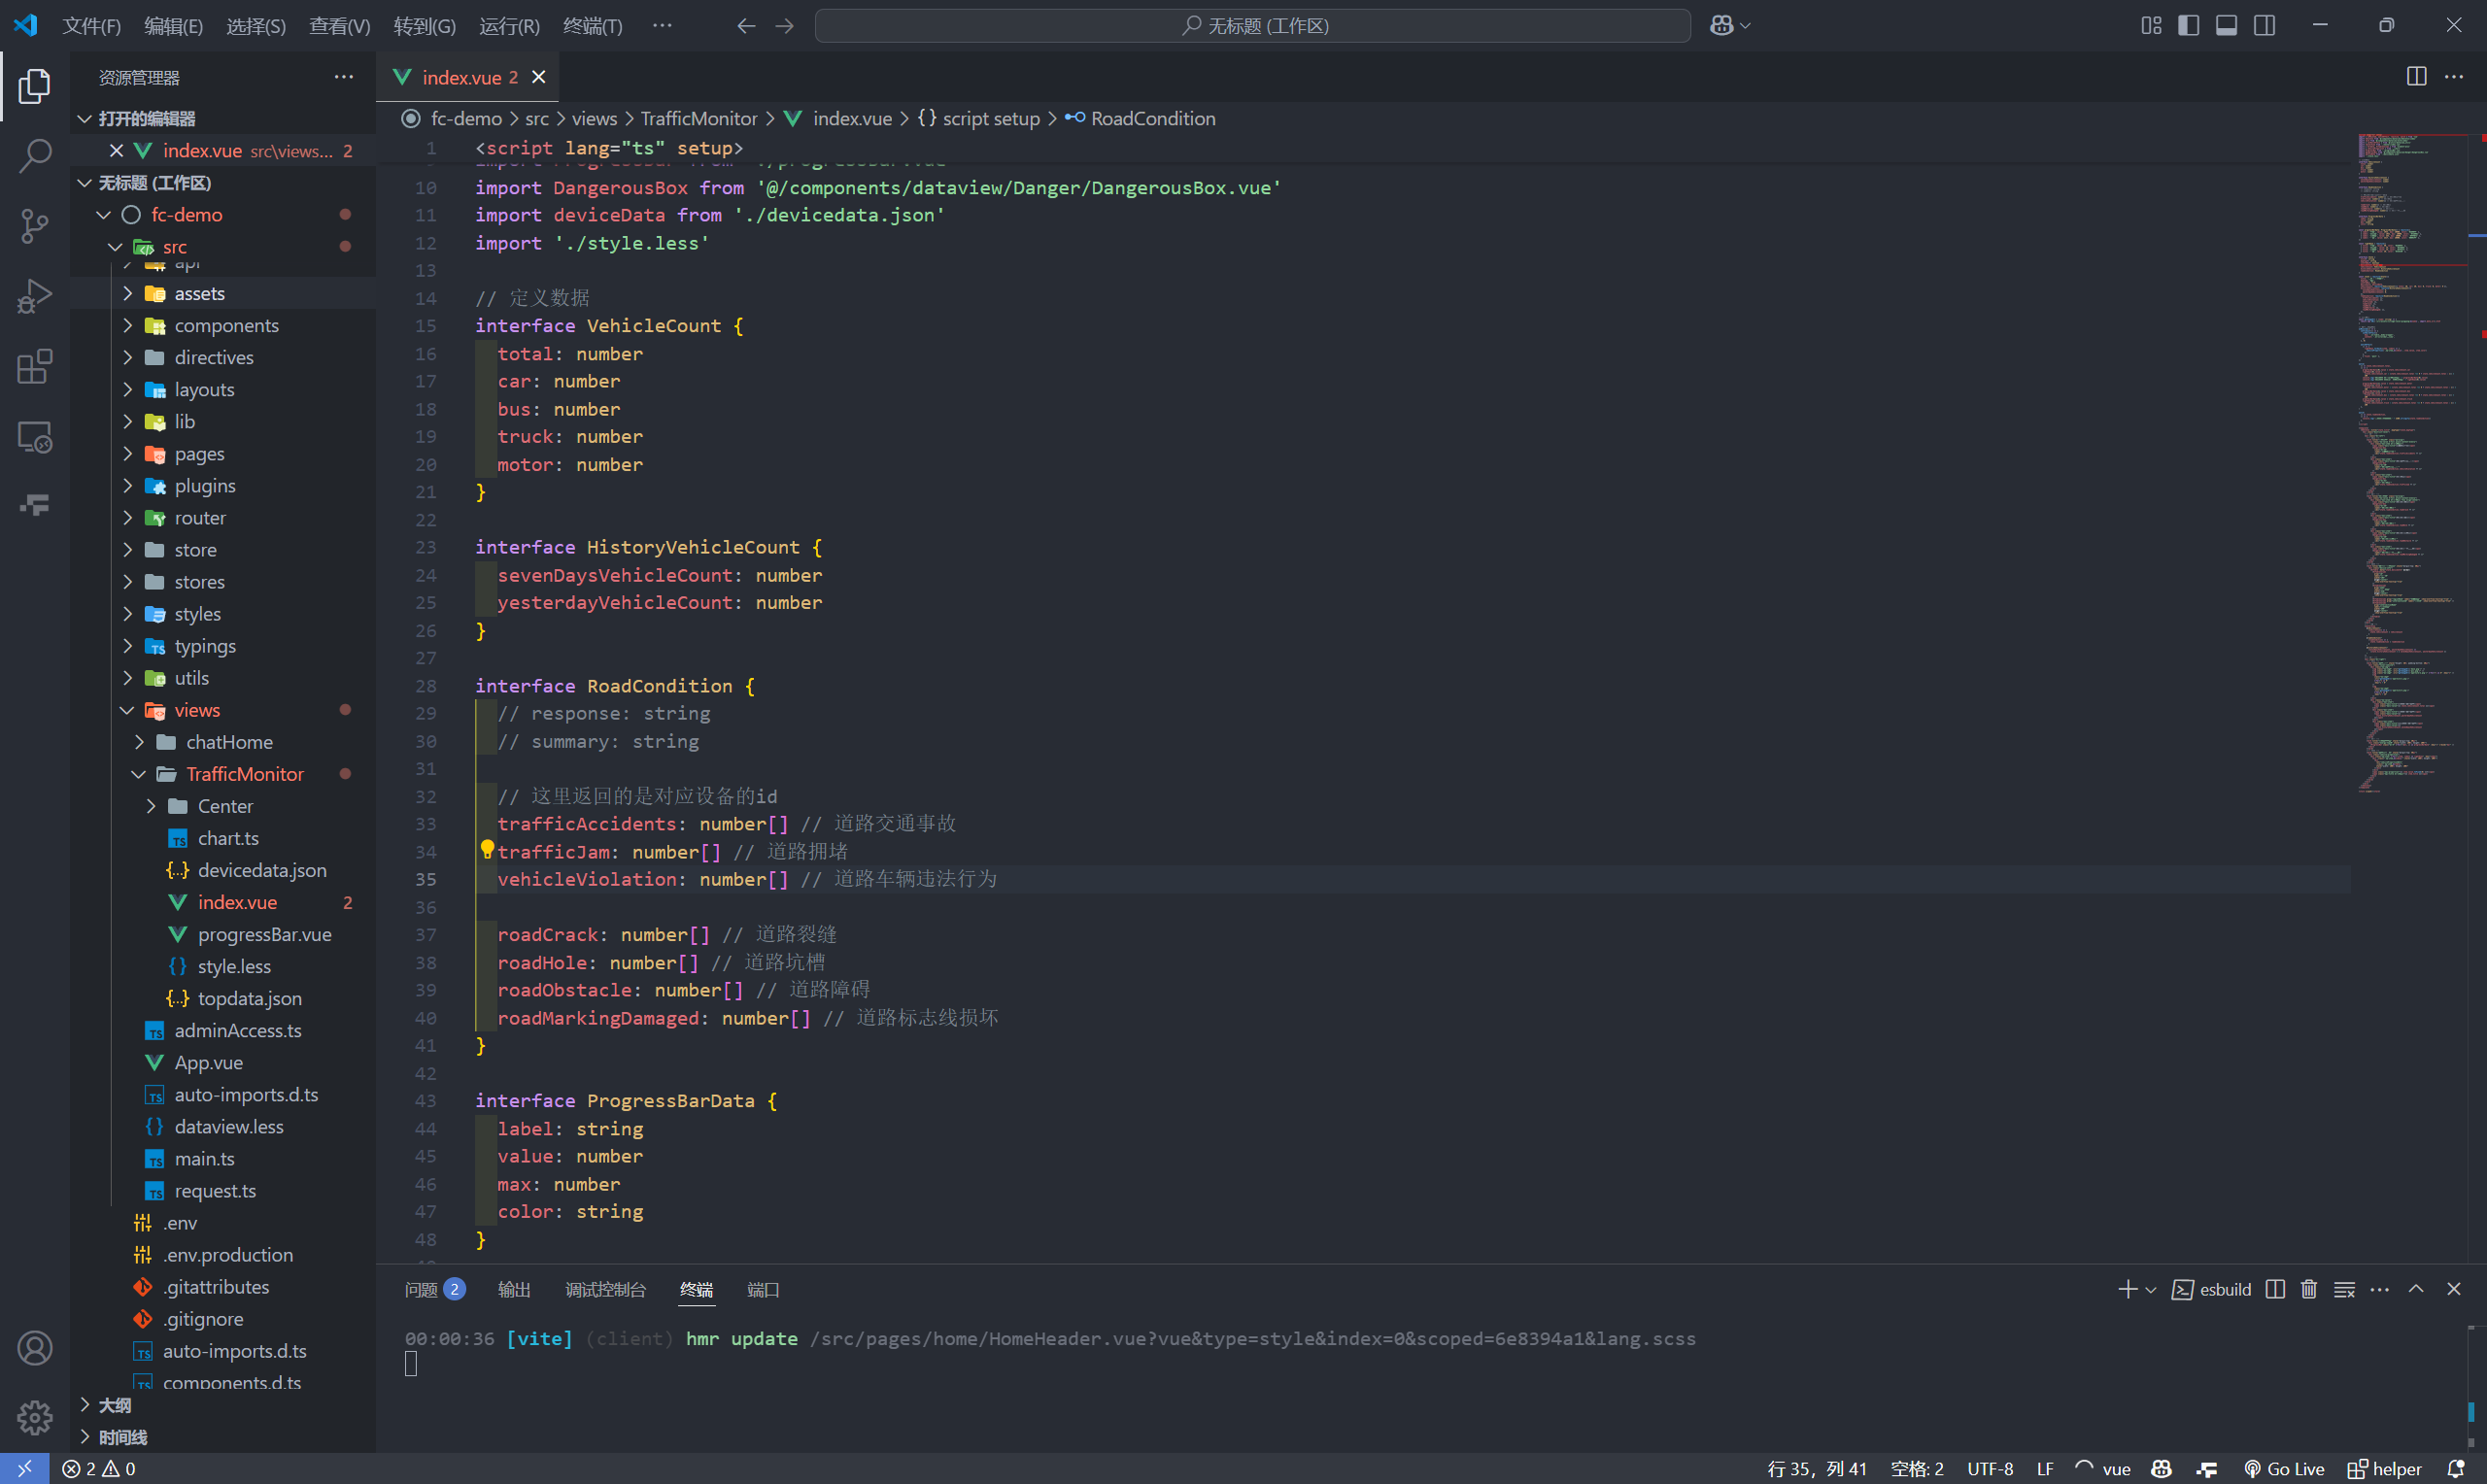 文件(F) 编辑(E) 选择(S) 查看(V) 转到(G) 运行(R) 终端(T) ··· 无标题 (工作区)
资源管理器
打开的编辑器
index.vue src\views... 2
无标题 (工作区)
fc-demo
src
api
assets
components
directives
layouts
lib
pages
plugins
router
store
stores
styles
typings
utils
views
chatHome
TrafficMonitor
Center
chart.ts
devicedata.json
index.vue 2
progressBar.vue
style.less
topdata.json
adminAccess.ts
App.vue
auto-imports.d.ts
dataview.less
main.ts
request.ts
.env
.env.production
.gitattributes
.gitignore
auto-imports.d.ts
components.d.ts
大纲
时间线
index.vue 2
fc-demo > src > views > TrafficMonitor > index.vue > {} script setup > RoadCondition
1 <script lang="ts" setup>
10 import DangerousBox from '@/components/dataview/Danger/DangerousBox.vue'
11 import deviceData from './devicedata.json'
12 import './style.less'
13
14 // 定义数据
15 interface VehicleCount {
16 total: number
17 car: number
18 bus: number
19 truck: number
20 motor: number
21 }
22
23 interface HistoryVehicleCount {
24 sevenDaysVehicleCount: number
25 yesterdayVehicleCount: number
26 }
27
28 interface RoadCondition {
29 // response: string
30 // summary: string
31
32 // 这里返回的是对应设备的id
33 trafficAccidents: number[] // 道路交通事故
34 trafficJam: number[] // 道路拥堵
35 vehicleViolation: number[] // 道路车辆违法行为
36
37 roadCrack: number[] // 道路裂缝
38 roadHole: number[] // 道路坑槽
39 roadObstacle: number[] // 道路障碍
40 roadMarkingDamaged: number[] // 道路标志线损坏
41 }
42
43 interface ProgressBarData {
44 label: string
45 value: number
46 max: number
47 color: string
48 }
问题 2 输出 调试控制台 终端 端口 esbuild
00:00:36 [vite] (client) hmr update /src/pages/home/HomeHeader.vue?vue&type=style&index=0&scoped=6e8394a1&lang.scss
2 0 行 35，列 41 空格: 2 UTF-8 LF vue Go Live helper